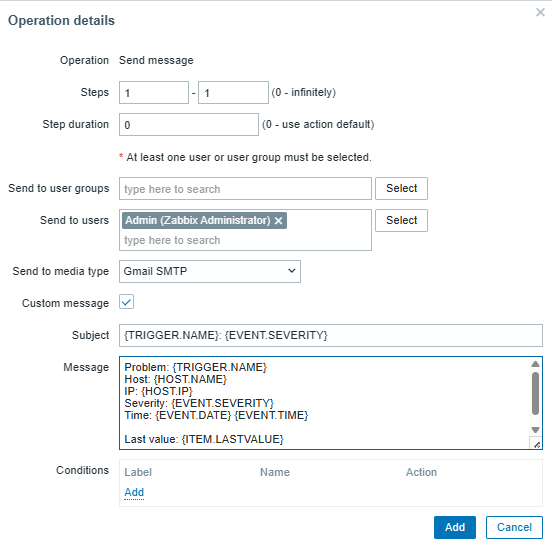 Operation details
Operation Send message
Steps 1 - 1 (0 - infinitely)
Step duration 0 (0 - use action default)
* At least one user or user group must be selected.
Send to user groups type here to search Select
Send to users Admin (Zabbix Administrator) × Select
type here to search
Send to media type Gmail SMTP
Custom message
Subject {TRIGGER.NAME}: {EVENT.SEVERITY}
Message Problem: {TRIGGER.NAME}
Host: {HOST.NAME}
IP: {HOST.IP}
Severity: {EVENT.SEVERITY}
Time: {EVENT.DATE} {EVENT.TIME}
Last value: {ITEM.LASTVALUE}
Conditions Label Name Action
Add
Add Cancel